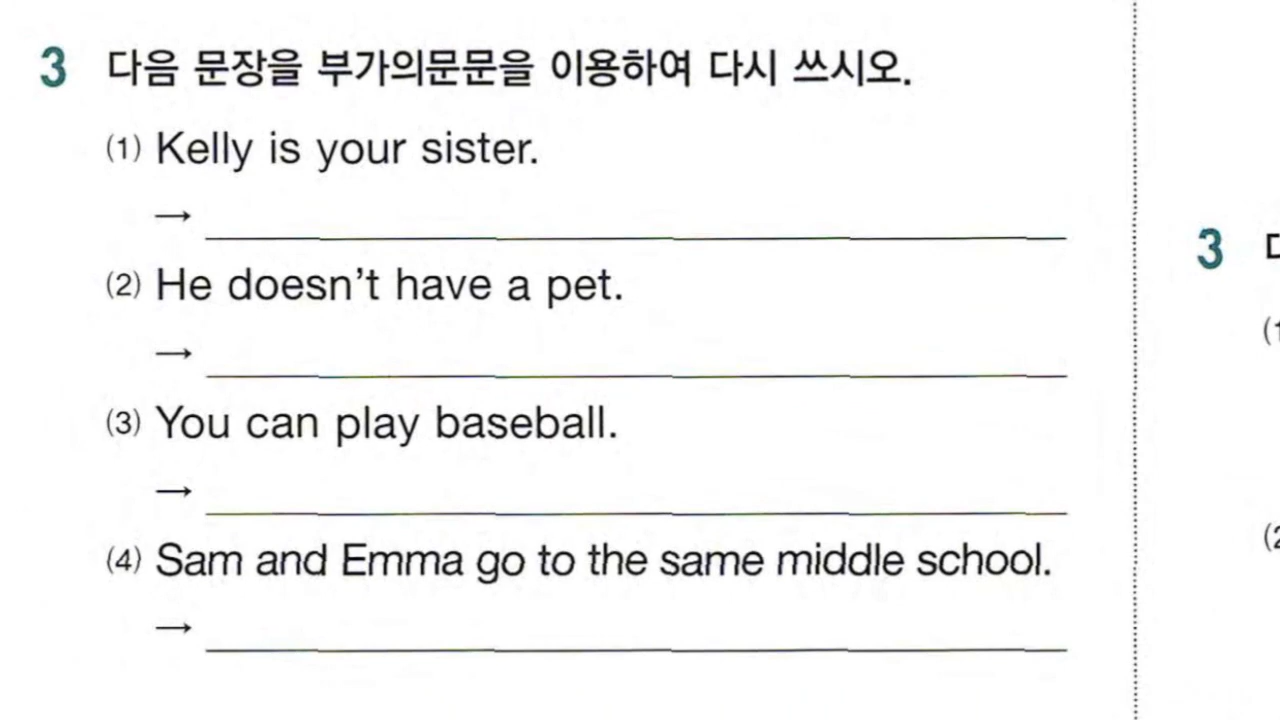 3 다음 문장을 부가의문문을 이용하여 다시 쓰시오.
(1) Kelly is your sister.
→
(2) He doesn't have a pet.
→
(3) You can play baseball.
→
(4) Sam and Emma go to the same middle school.
→
3